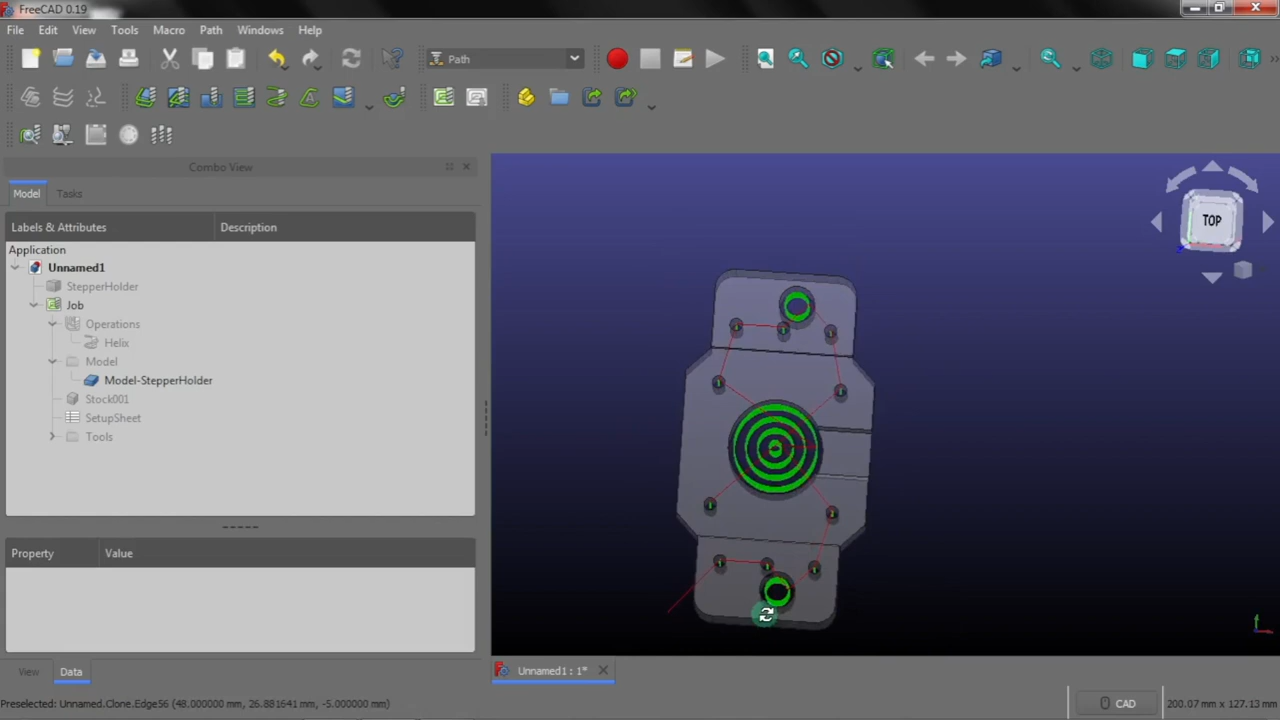 FreeCAD 0.19
File Edit View Tools Macro Path Windows Help
Path
Combo View
Model Tasks
Labels & Attributes Description
Application
Unnamed1
StepperHolder
Job
Operations
Helix
Model
Model-StepperHolder
Stock001
SetupSheet
Tools
Property Value
View Data
TOP
Unnamed1 : 1*
Preselected: Unnamed.Clone.Edge56 (48.000000 mm, 26.881641 mm, -5.000000 mm)
CAD
200.07 mm x 127.13 mm